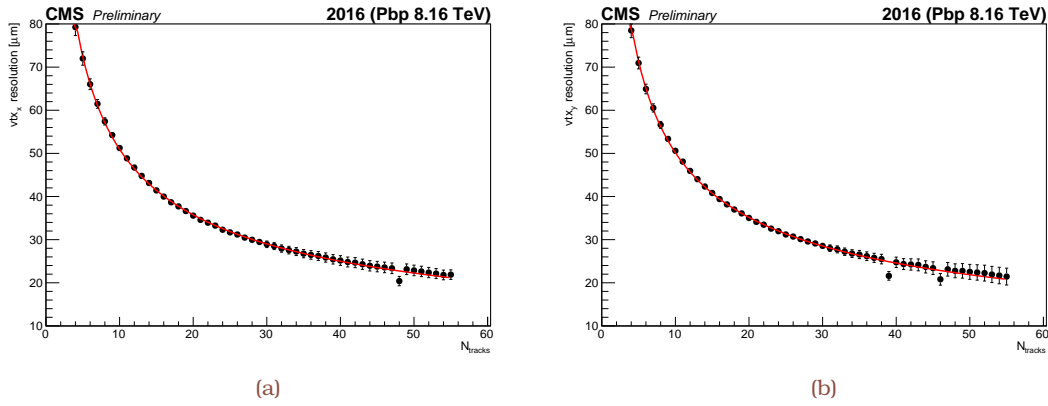 CMS Preliminary 2016 (Pbp 8.16 TeV)
vtx_x resolution [μm]
80
70
60
50
40
30
20
10
0 10 20 30 40 50 60
N_tracks
(a)
CMS Preliminary 2016 (Pbp 8.16 TeV)
vtx_y resolution [μm]
80
70
60
50
40
30
20
10
0 10 20 30 40 50 60
N_tracks
(b)